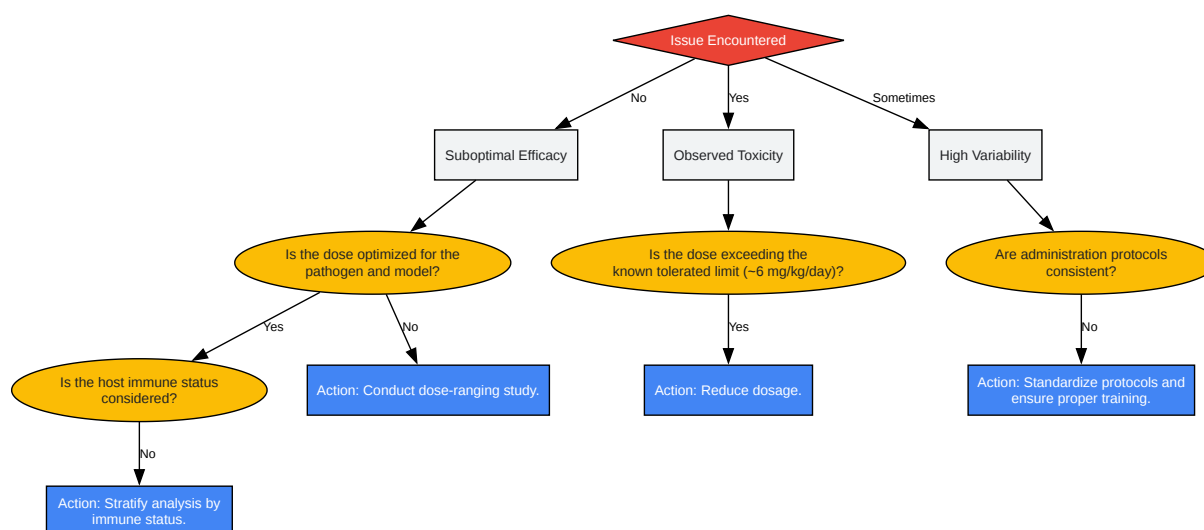 Issue Encountered
No
Yes
Sometimes
Suboptimal Efficacy
Observed Toxicity
High Variability
Is the dose optimized for the
pathogen and model?
Is the dose exceeding the
known tolerated limit (~6 mg/kg/day)?
Are administration protocols
consistent?
Yes
No
Yes
No
Is the host immune status
considered?
Action: Conduct dose-ranging study.
Action: Reduce dosage.
Action: Standardize protocols and
ensure proper training.
No
Action: Stratify analysis by
immune status.